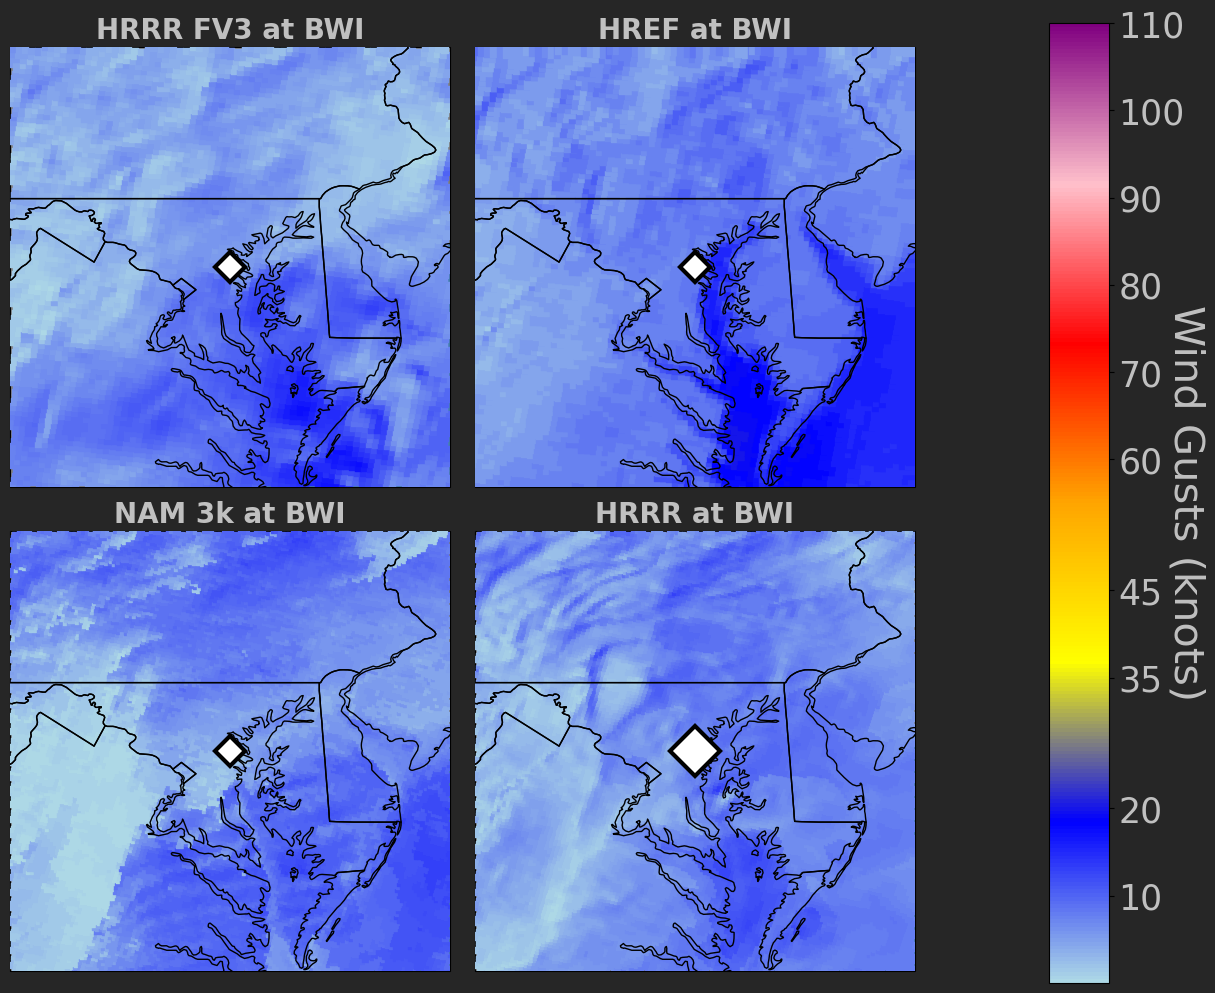 HRRR FV3 at BWI
HREF at BWI
NAM 3k at BWI
HRRR at BWI
110
100
90
80
70
60
45
35
20
10
Wind Gusts (knots)